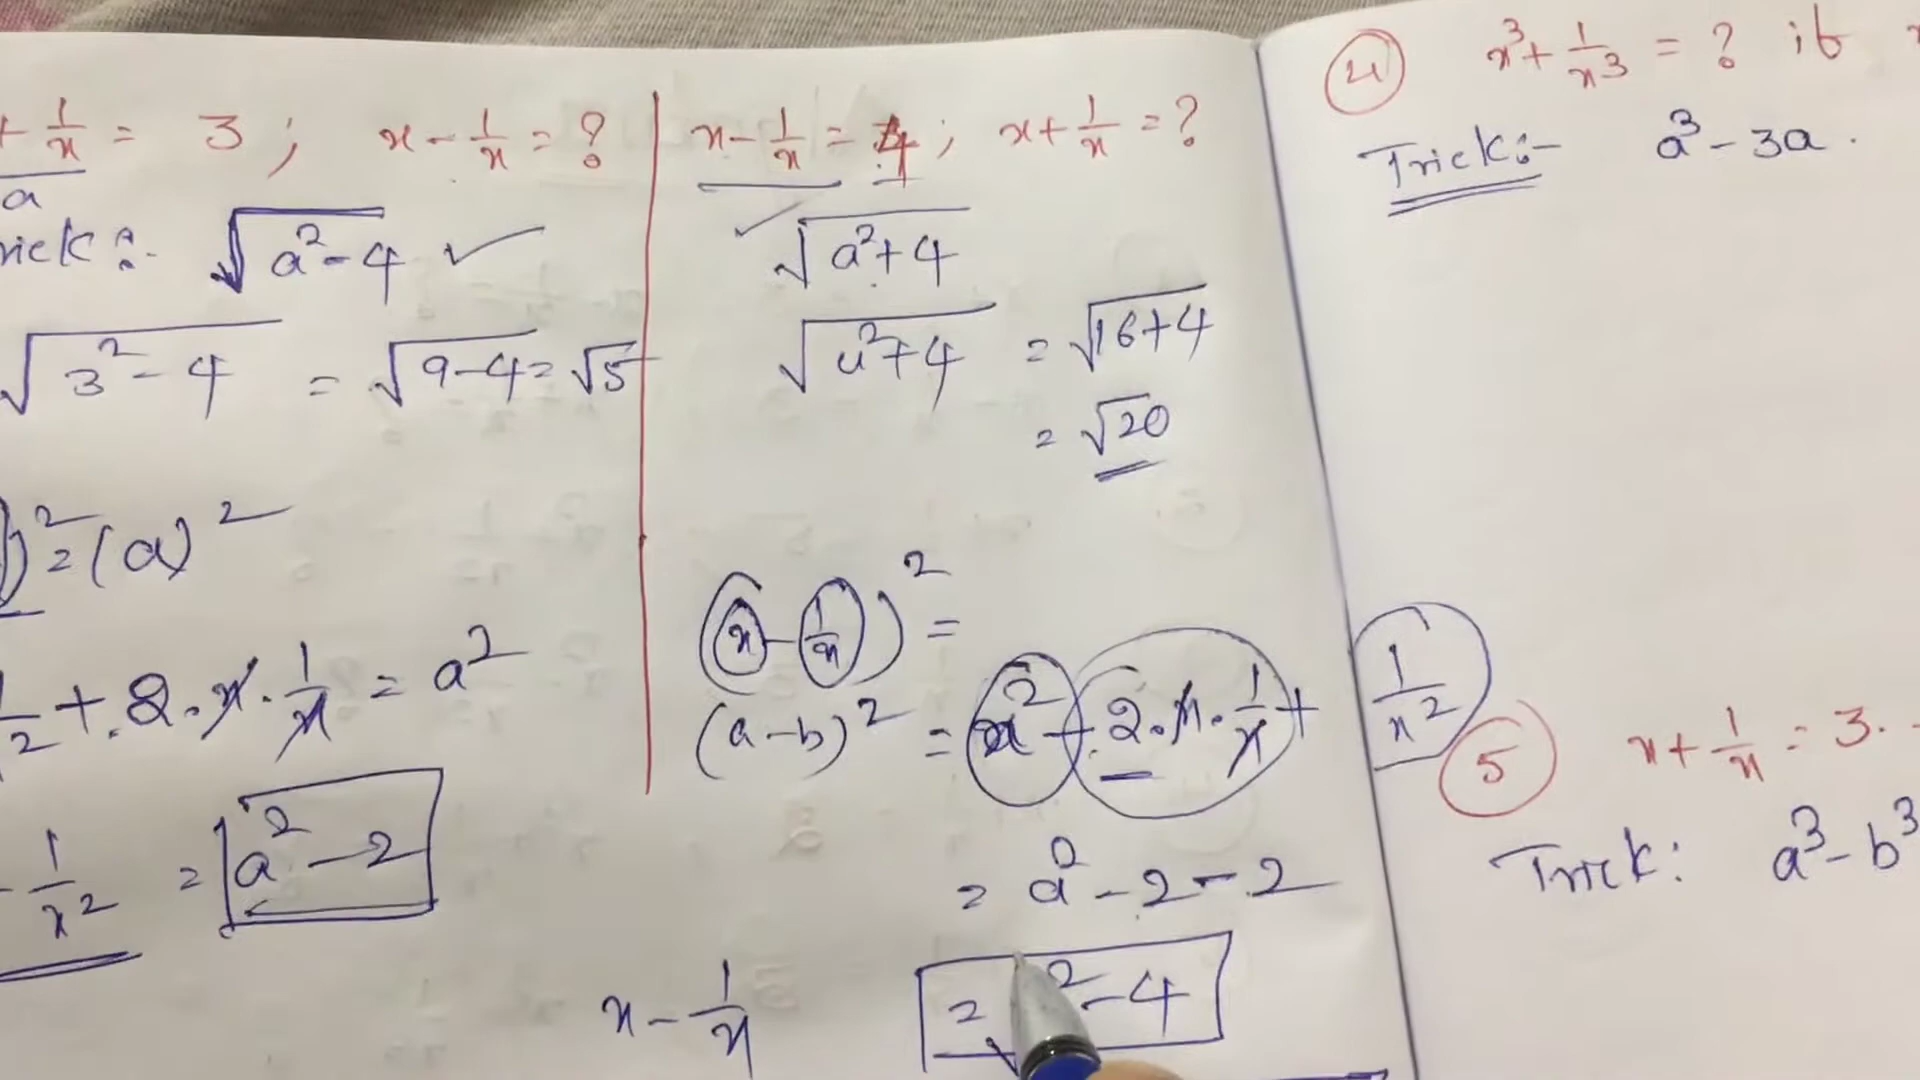 + 1/x = 3 ; x - 1/x = ?
a
rick :- √(a² - 4) ✓
√(3² - 4) = √(9 - 4) = √5
)² = (a)²
+ 2 . x . 1/x = a²
1/x² = a² - 2
x - 1/x = 4 ; x + 1/x = ?
✓ √(a² + 4)
√(4² + 4) = √(16 + 4)
= √20
(x - 1/x)² =
(a - b)² = x² - 2 . x . 1/x + 1/x²
= a² - 2 - 2
x - 1/x = √ ² - 4
4 x³ + 1/x³ = ? if
Trick :- a³ - 3a .
5 x + 1/x = 3 .
Trick : a³ - b³